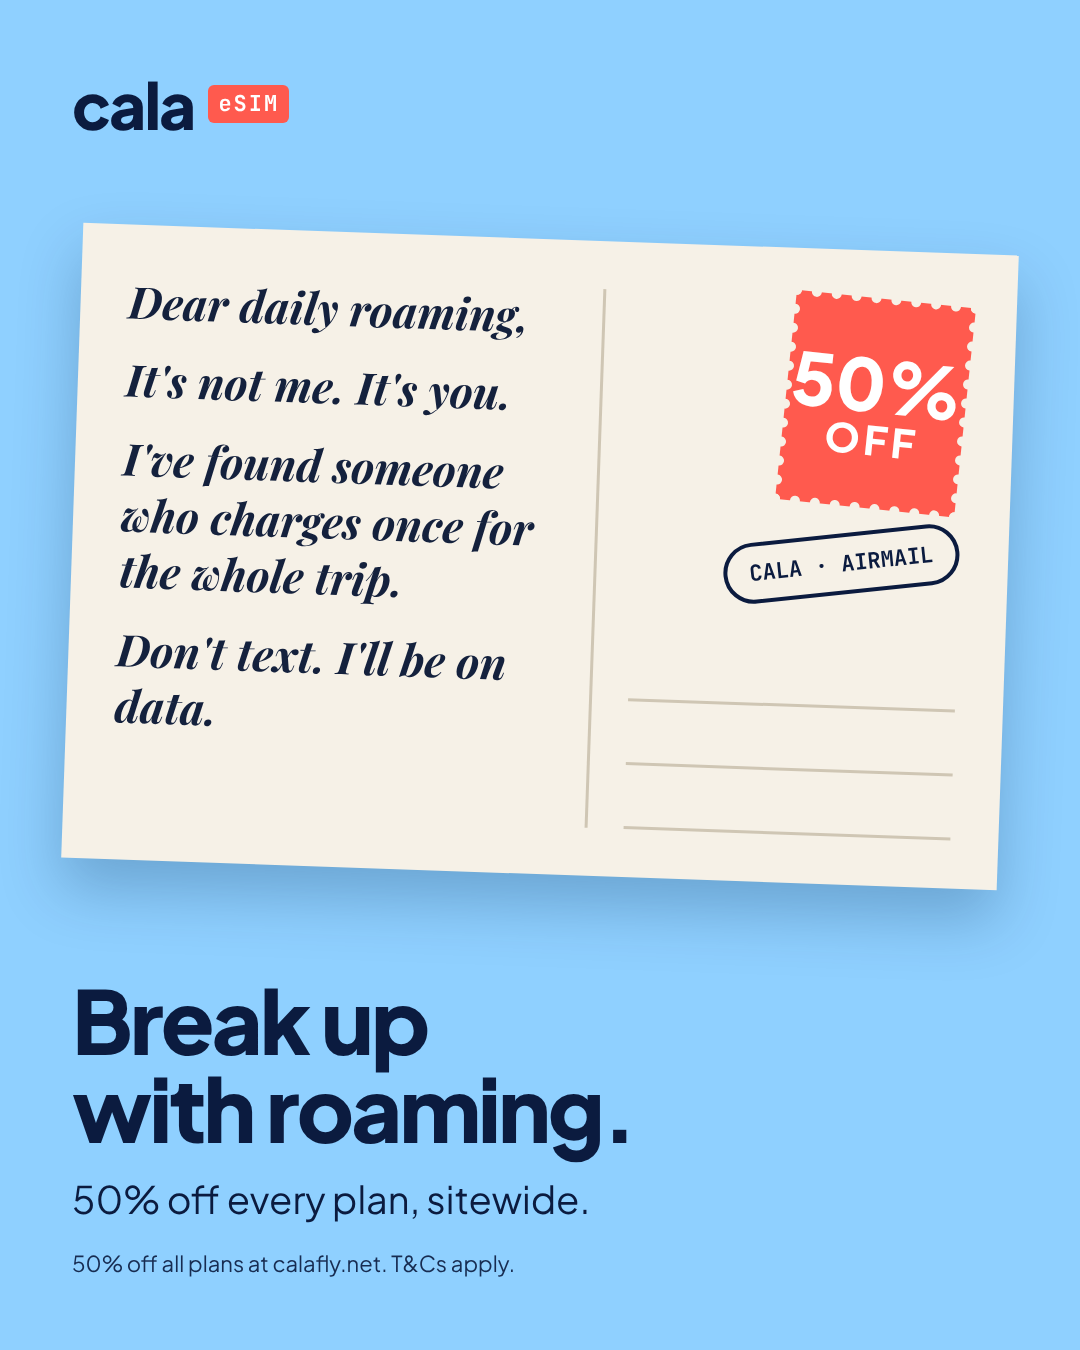 cala eSIM
Dear daily roaming,
It's not me. It's you.
I've found someone
who charges once for
the whole trip.
Don't text. I'll be on
data.
50%
OFF
CALA · AIRMAIL
Break up
with roaming.
50% off every plan, sitewide.
50% off all plans at calafly.net. T&Cs apply.